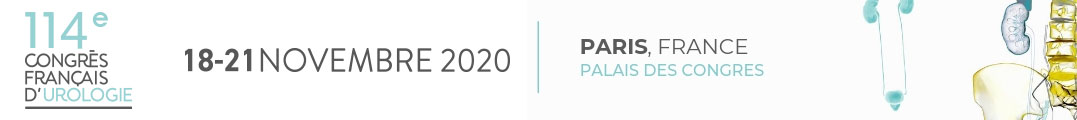 114e
CONGRÈS
FRANÇAIS
D'UROLOGIE
18-21 NOVEMBRE 2020
PARIS, FRANCE
PALAIS DES CONGRES